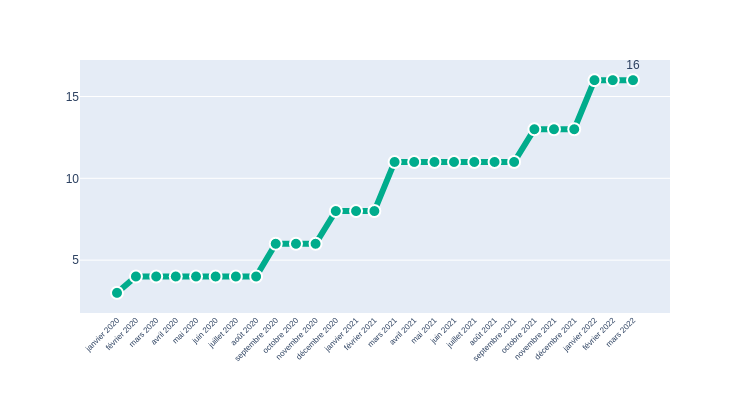 16
15
10
5
janvier 2020
février 2020
mars 2020
avril 2020
mai 2020
juin 2020
juillet 2020
août 2020
septembre 2020
octobre 2020
novembre 2020
décembre 2020
janvier 2021
février 2021
mars 2021
avril 2021
mai 2021
juin 2021
juillet 2021
août 2021
septembre 2021
octobre 2021
novembre 2021
décembre 2021
janvier 2022
février 2022
mars 2022